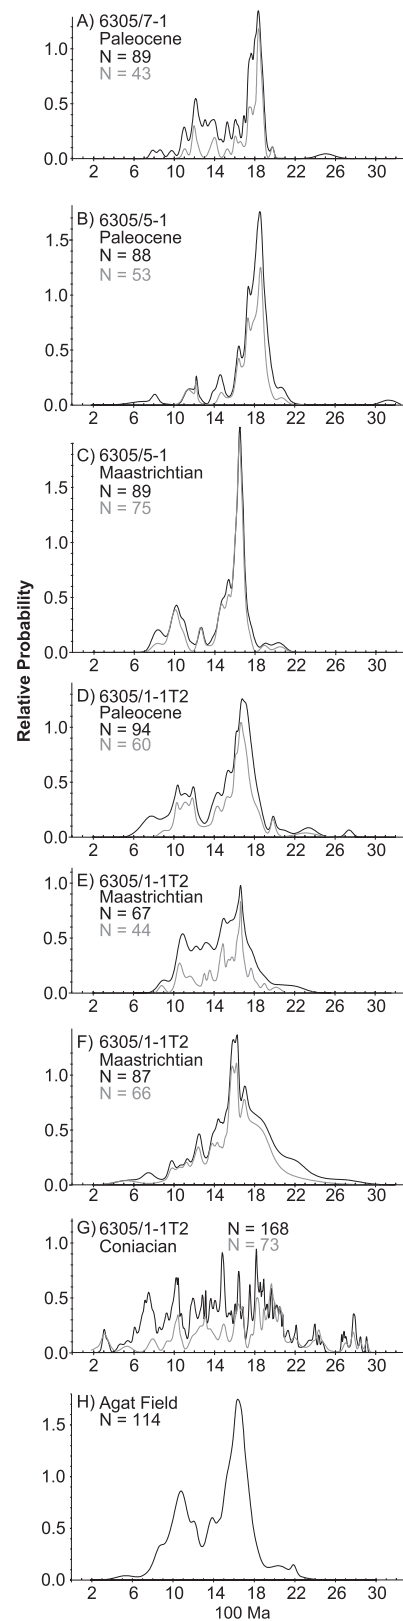 A) 6305/7-1
Paleocene
N = 89
N = 43
1.0
0.5
0.0
2 6 10 14 18 22 26 30
B) 6305/5-1
Paleocene
N = 88
N = 53
1.5
1.0
0.5
0.0
2 6 10 14 18 22 26 30
C) 6305/5-1
Maastrichtian
N = 89
N = 75
1.5
1.0
0.5
0.0
2 6 10 14 18 22 26 30
Relative Probability
D) 6305/1-1T2
Paleocene
N = 94
N = 60
1.0
0.5
0.0
2 6 10 14 18 22 26 30
E) 6305/1-1T2
Maastrichtian
N = 67
N = 44
1.0
0.5
0.0
2 6 10 14 18 22 26 30
F) 6305/1-1T2
Maastrichtian
N = 87
N = 66
1.0
0.5
0.0
2 6 10 14 18 22 26 30
G) 6305/1-1T2 N = 168
Coniacian N = 73
1.0
0.5
0.0
2 6 10 14 18 22 26 30
H) Agat Field
N = 114
1.5
1.0
0.5
0.0
2 6 10 14 18 22 26 30
100 Ma